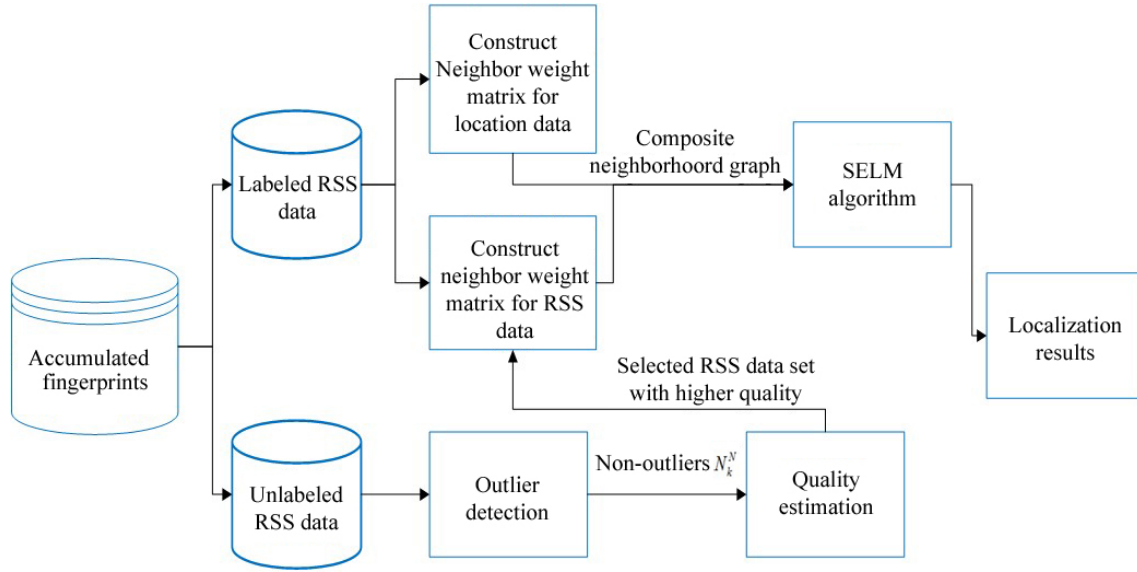 Construct
Neighbor weight
matrix for
location data
Labeled RSS
data
Composite
neighborhoord graph
SELM
algorithm
Construct
neighbor weight
matrix for RSS
data
Accumulated
fingerprints
Localization
results
Selected RSS data set
with higher quality
Unlabeled
RSS data
Outlier
detection
Non-outliers N_k^N
Quality
estimation